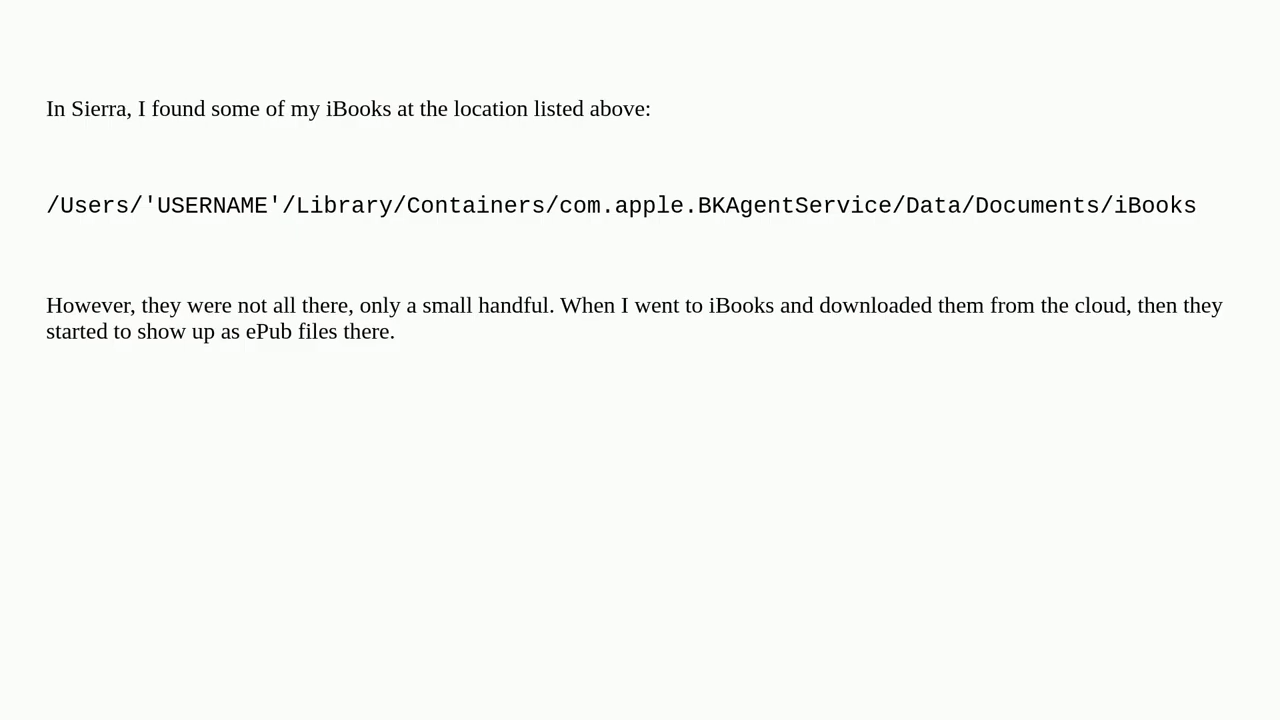 In Sierra, I found some of my iBooks at the location listed above:
/Users/'USERNAME'/Library/Containers/com.apple.BKAgentService/Data/Documents/iBooks
However, they were not all there, only a small handful. When I went to iBooks and downloaded them from the cloud, then they
started to show up as ePub files there.